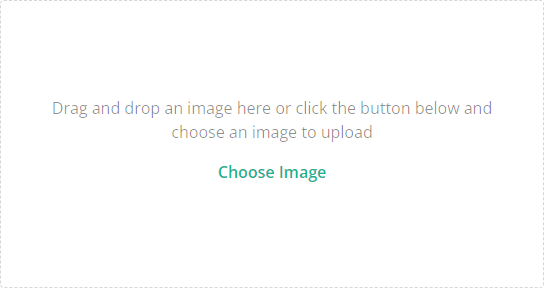 Drag and drop an image here or click the button below and
choose an image to upload
Choose Image